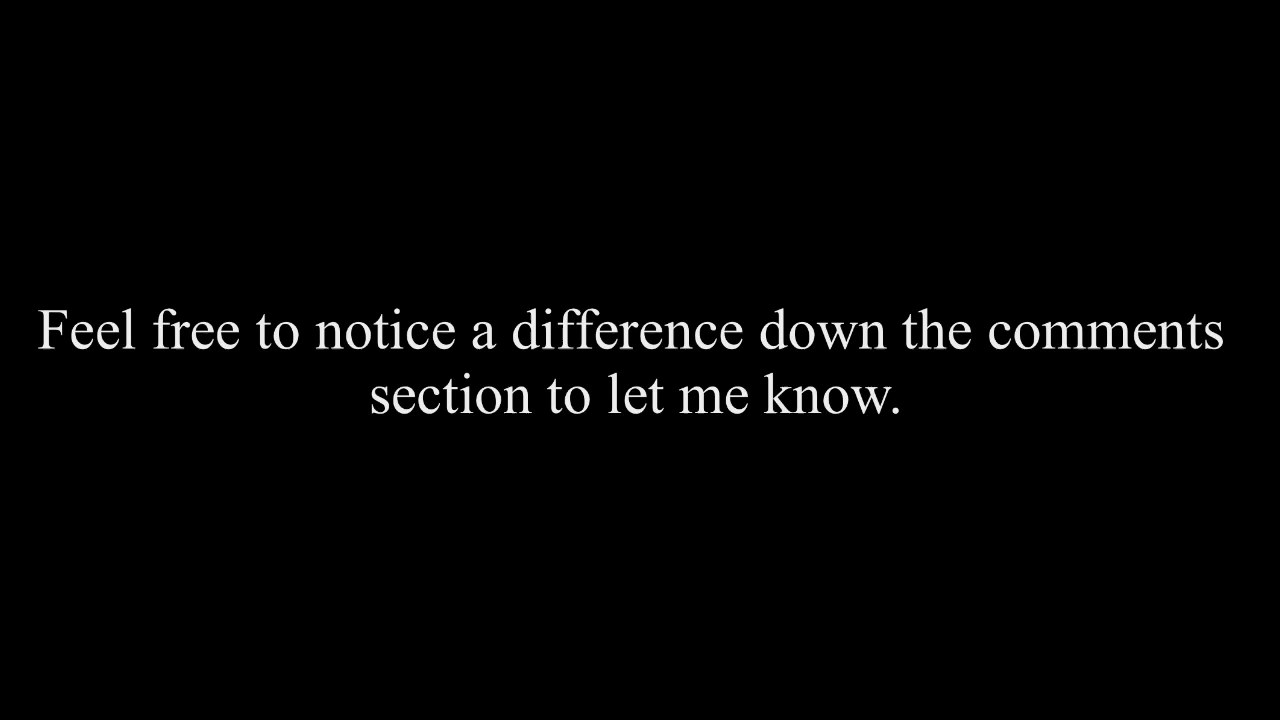 Feel free to notice a difference down the comments
section to let me know.